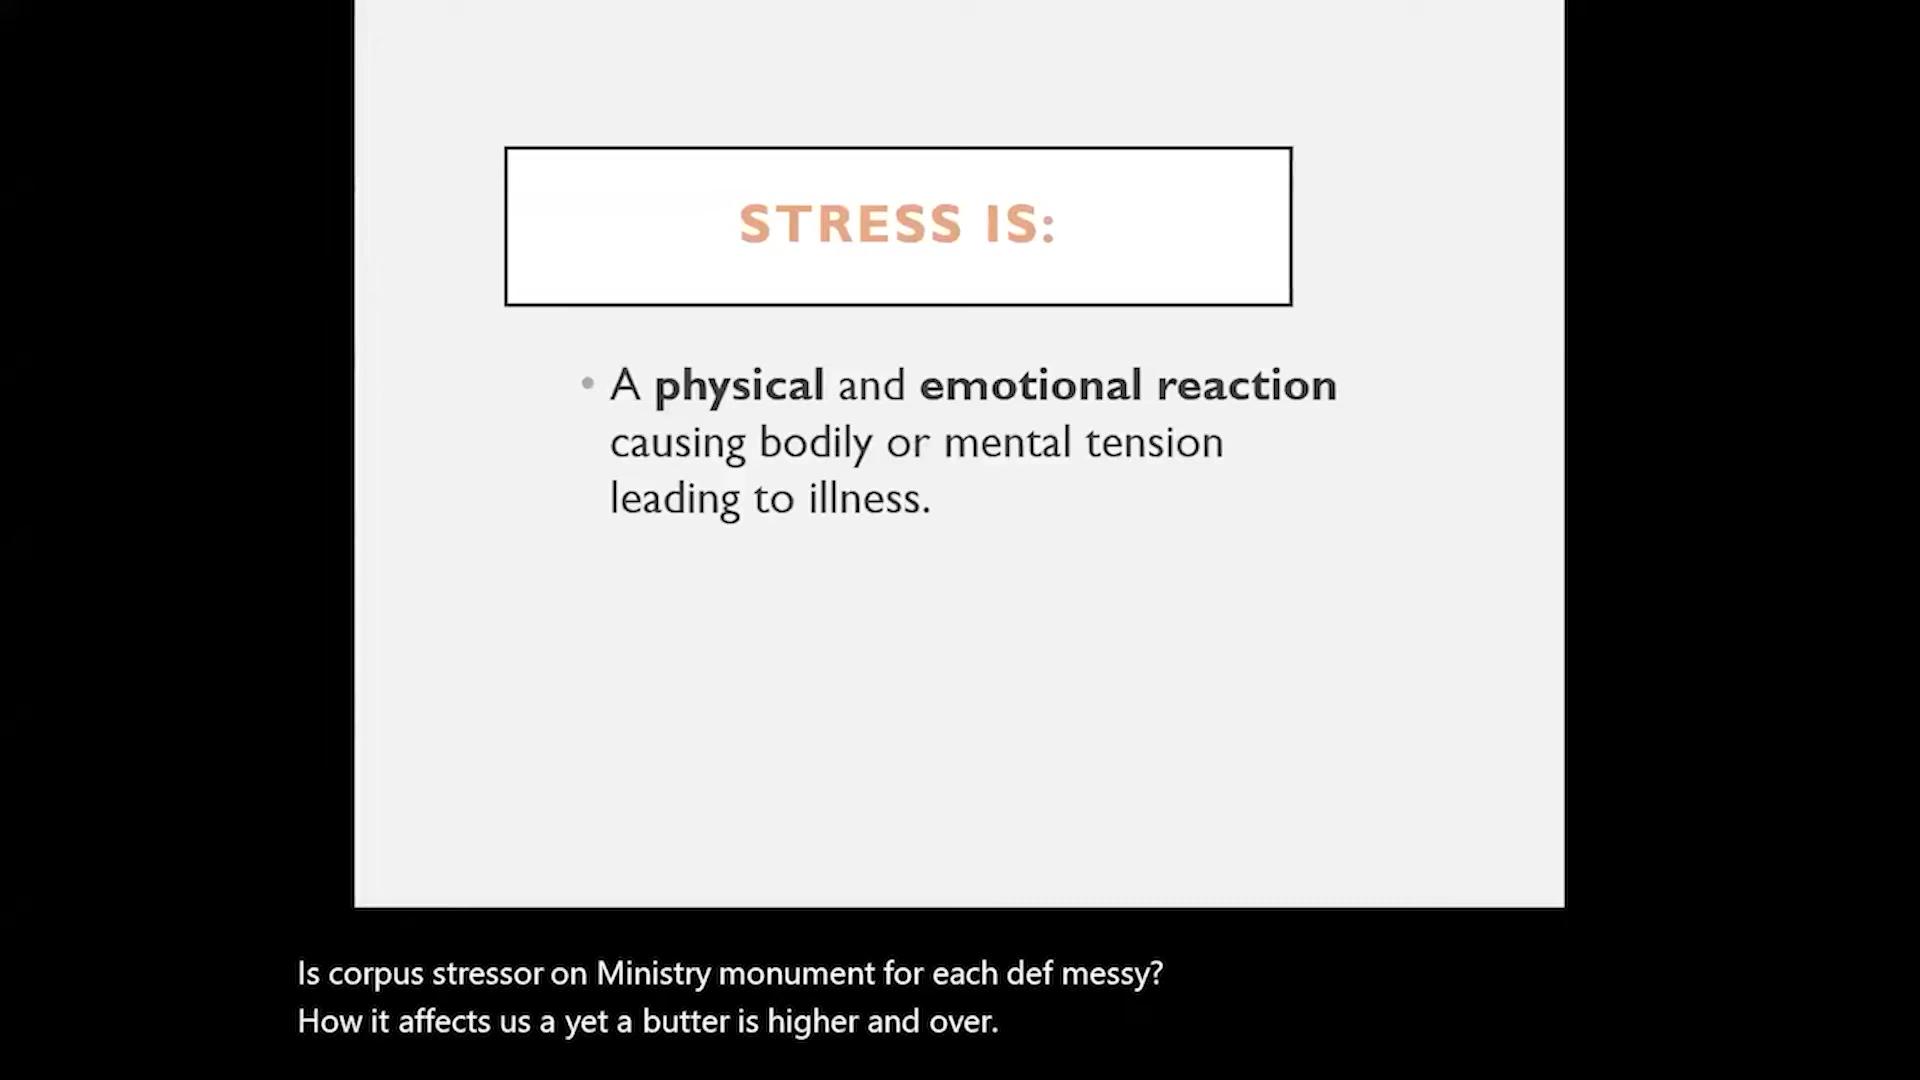 STRESS IS:
• A physical and emotional reaction
causing bodily or mental tension
leading to illness.
Is corpus stressor on Ministry monument for each def messy?
How it affects us a yet a butter is higher and over.